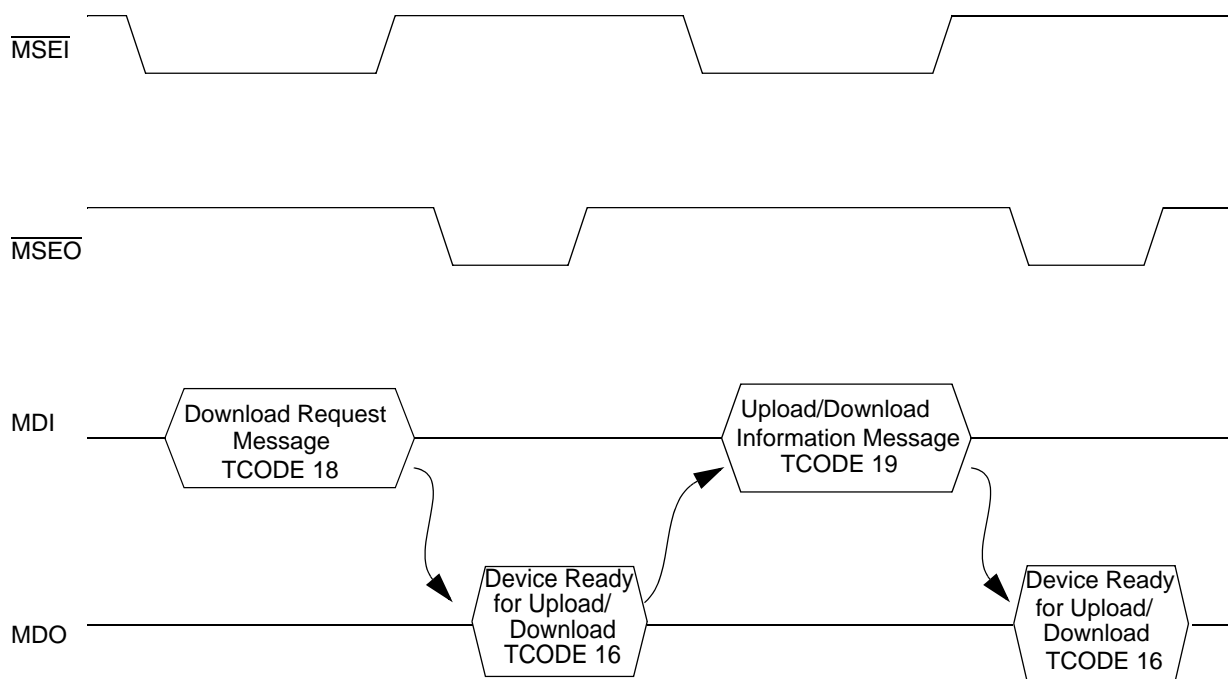 MSEI
MSEO
MDI
Download Request
Message
TCODE 18
Upload/Download
Information Message
TCODE 19
MDO
Device Ready
for Upload/
Download
TCODE 16
Device Ready
for Upload/
Download
TCODE 16